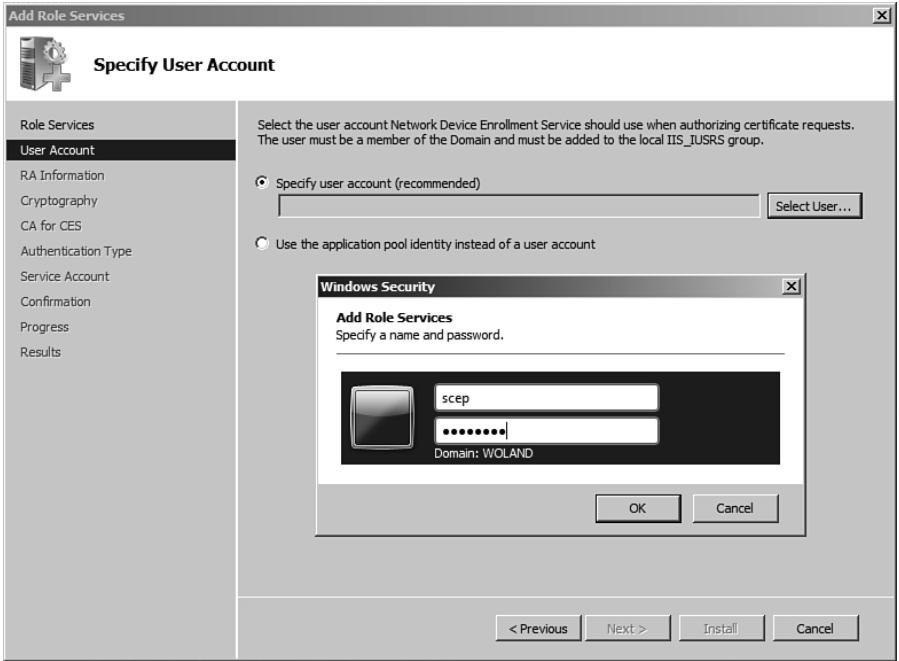 Add Role Services
Specify User Account
Role Services
User Account
RA Information
Cryptography
CA for CES
Authentication Type
Service Account
Confirmation
Progress
Results
Select the user account Network Device Enrollment Service should use when authorizing certificate requests.
The user must be a member of the Domain and must be added to the local IIS_IUSRS group.
Specify user account (recommended)
Select User...
Use the application pool identity instead of a user account
Windows Security
Add Role Services
Specify a name and password.
scep
●●●●●●●●
Domain: WOLAND
OK
Cancel
< Previous
Next >
Install
Cancel